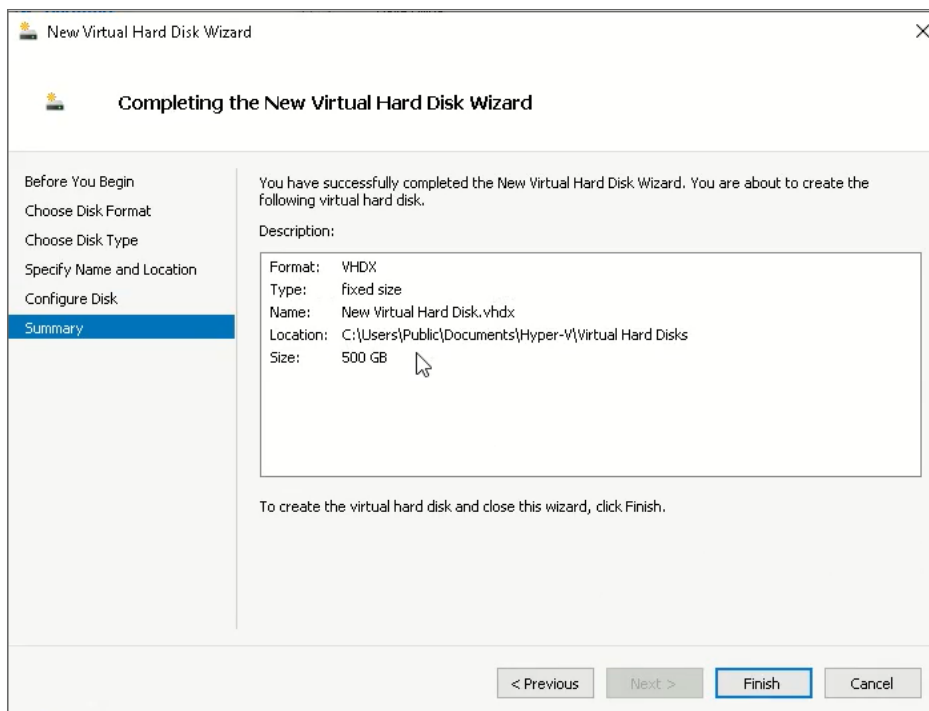 New Virtual Hard Disk Wizard
Completing the New Virtual Hard Disk Wizard
Before You Begin
Choose Disk Format
Choose Disk Type
Specify Name and Location
Configure Disk
Summary
You have successfully completed the New Virtual Hard Disk Wizard. You are about to create the
following virtual hard disk.
Description:
Format: VHDX
Type: fixed size
Name: New Virtual Hard Disk.vhdx
Location: C:\Users\Public\Documents\Hyper-V\Virtual Hard Disks
Size: 500 GB
To create the virtual hard disk and close this wizard, click Finish.
< Previous
Next >
Finish
Cancel